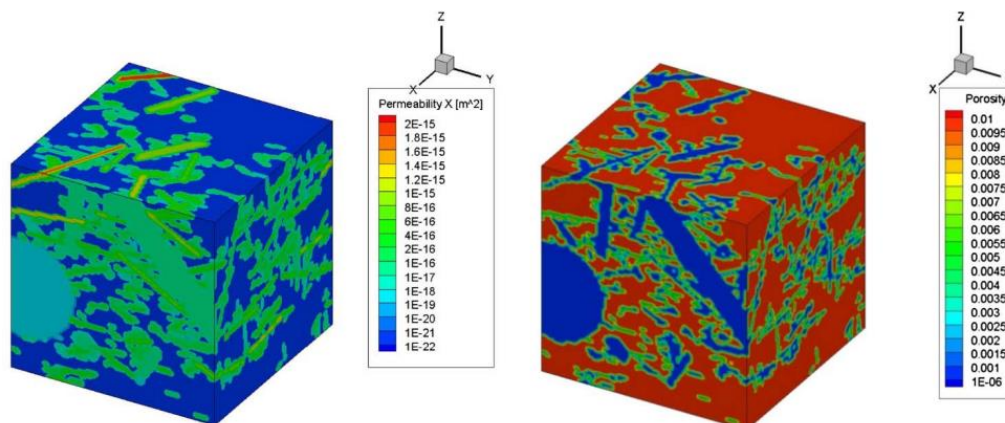 Z
X
Y
Permeability X [m^2]
2E-15
1.8E-15
1.6E-15
1.4E-15
1.2E-15
1E-15
8E-16
6E-16
4E-16
2E-16
1E-16
1E-17
1E-18
1E-19
1E-20
1E-21
1E-22
Z
X
Porosity
0.01
0.0095
0.009
0.0085
0.008
0.0075
0.007
0.0065
0.006
0.0055
0.005
0.0045
0.004
0.0035
0.003
0.0025
0.002
0.0015
0.001
1E-06